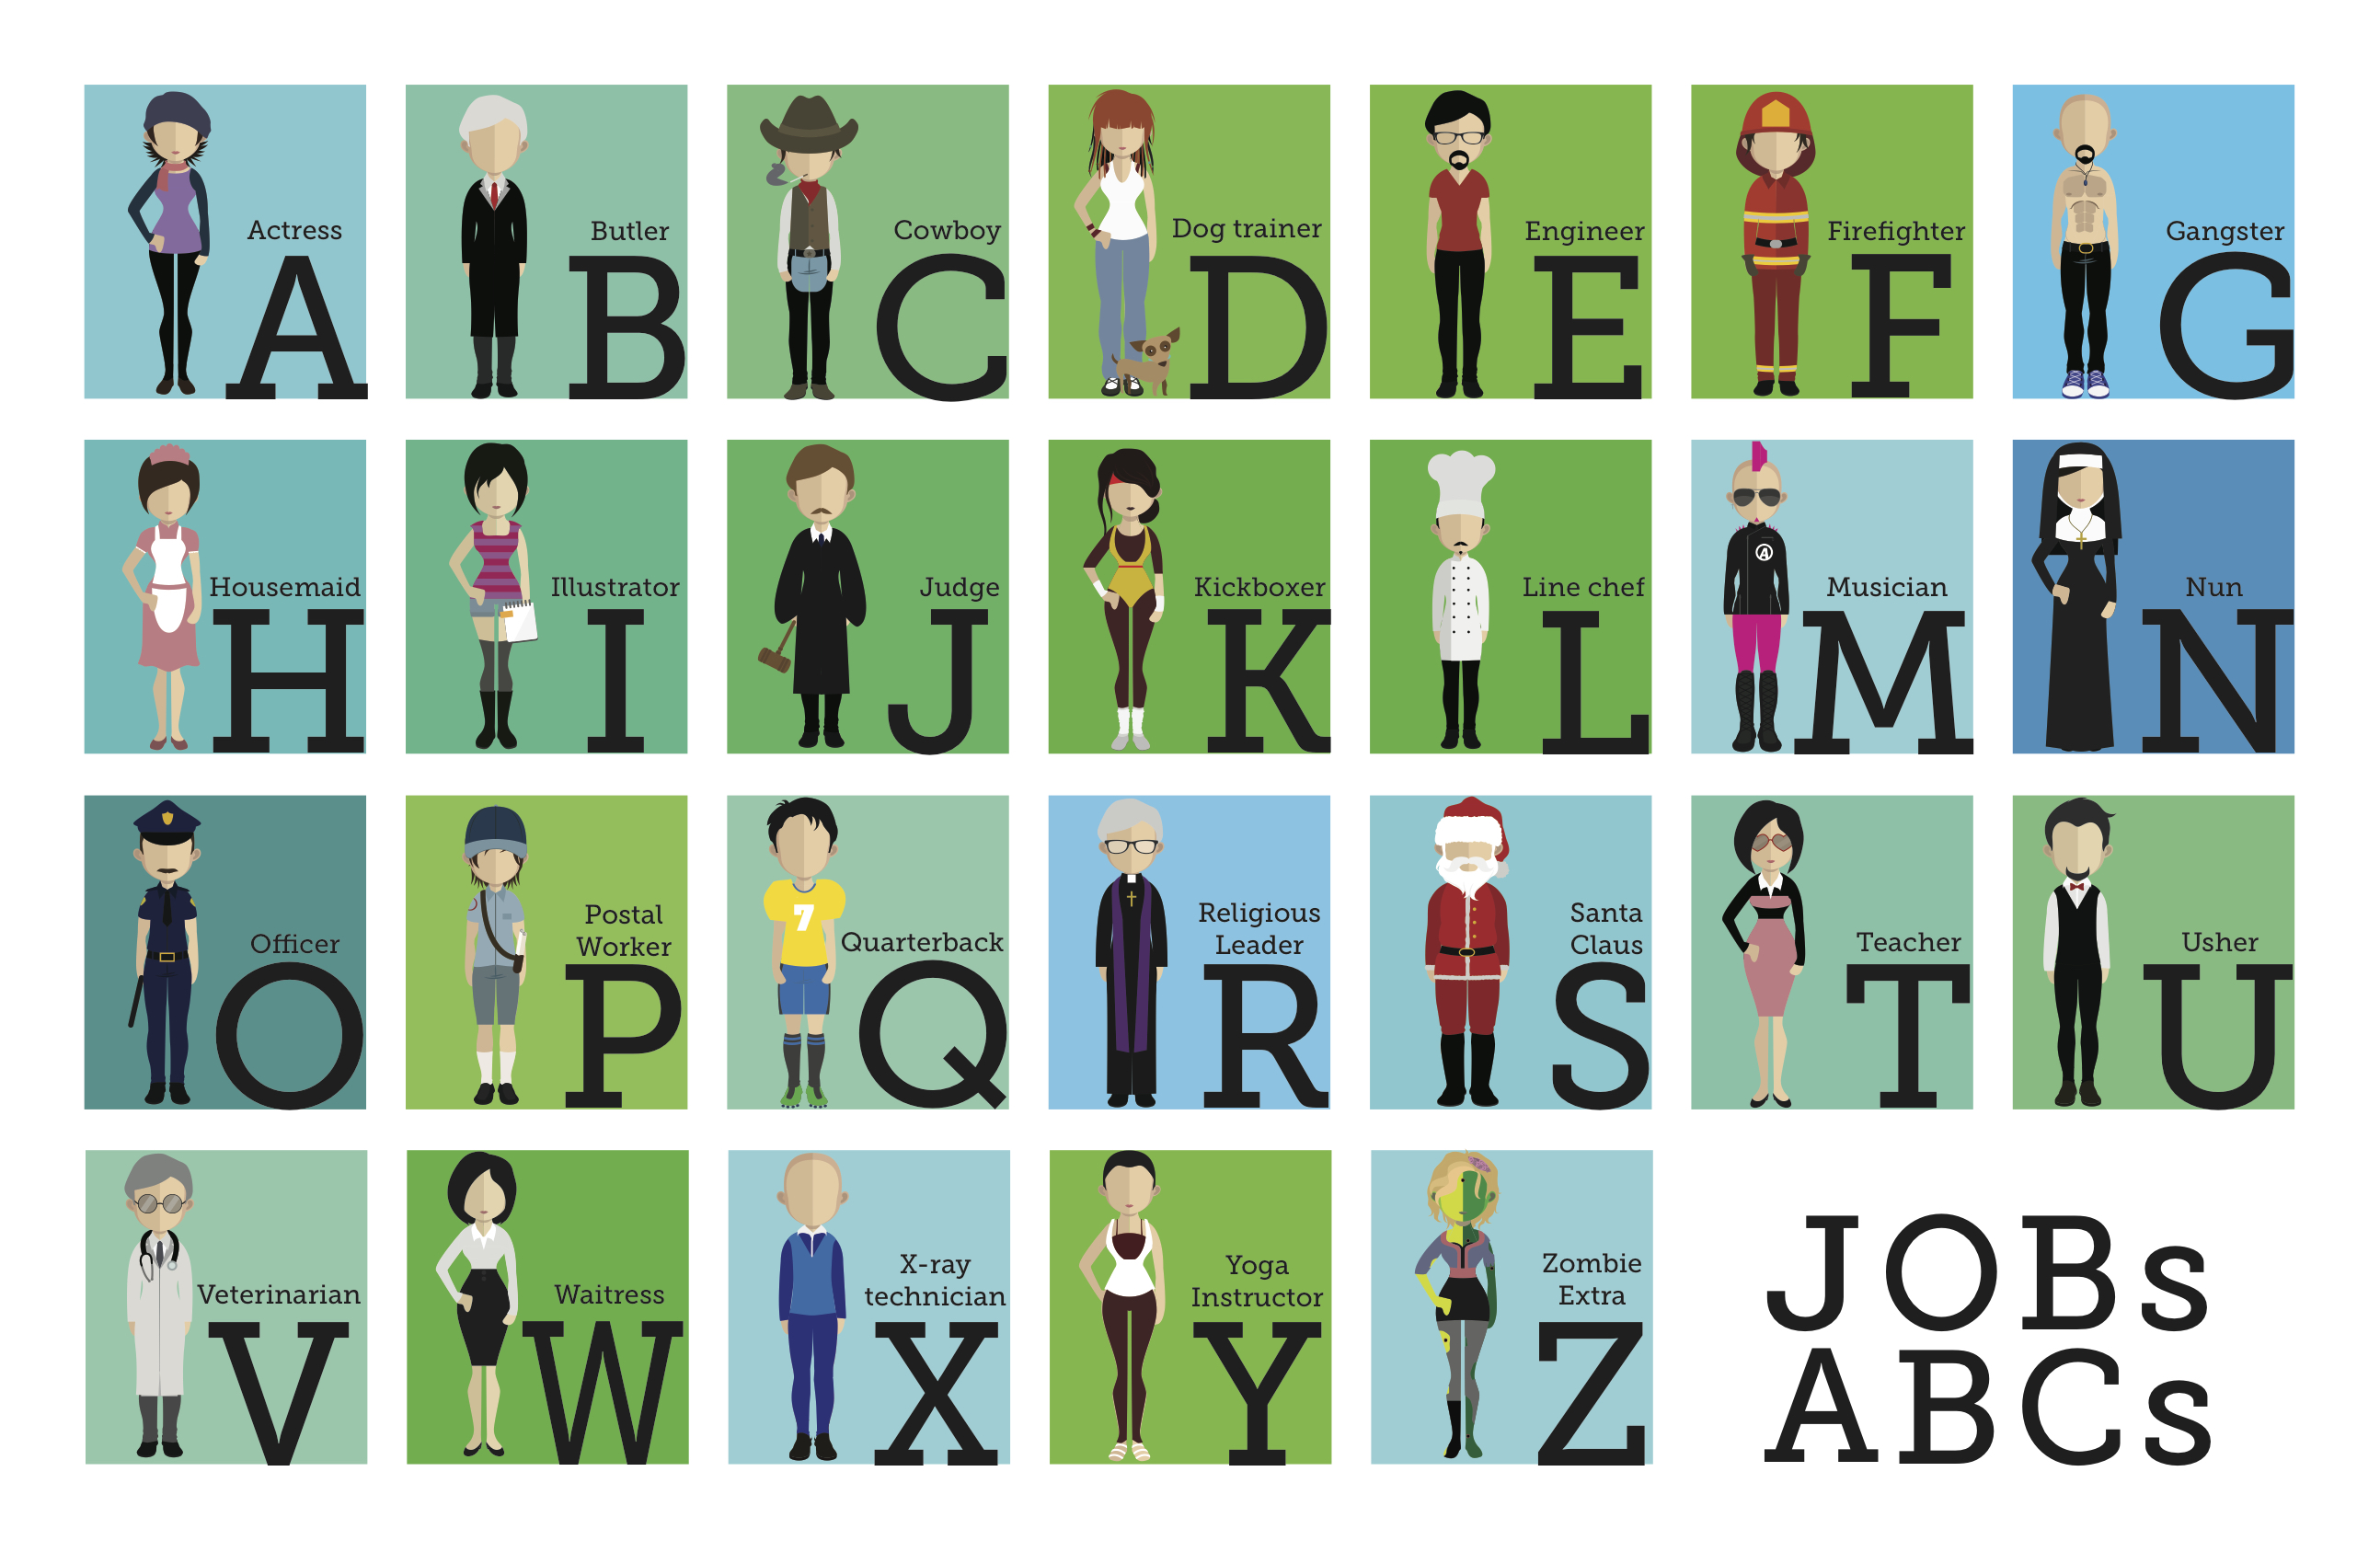 Actress
A
Butler
B
Cowboy
C
Dog trainer
D
Engineer
E
Firefighter
F
Gangster
G
Housemaid
H
Illustrator
I
Judge
J
Kickboxer
K
Line chef
L
A
Musician
M
Nun
N
Officer
O
Postal
Worker
P
7
Quarterback
Q
Religious
Leader
R
Santa
Claus
S
Teacher
T
Usher
U
Veterinarian
V
Waitress
W
X-ray
technician
X
Yoga
Instructor
Y
Zombie
Extra
Z
JOBs
ABCs